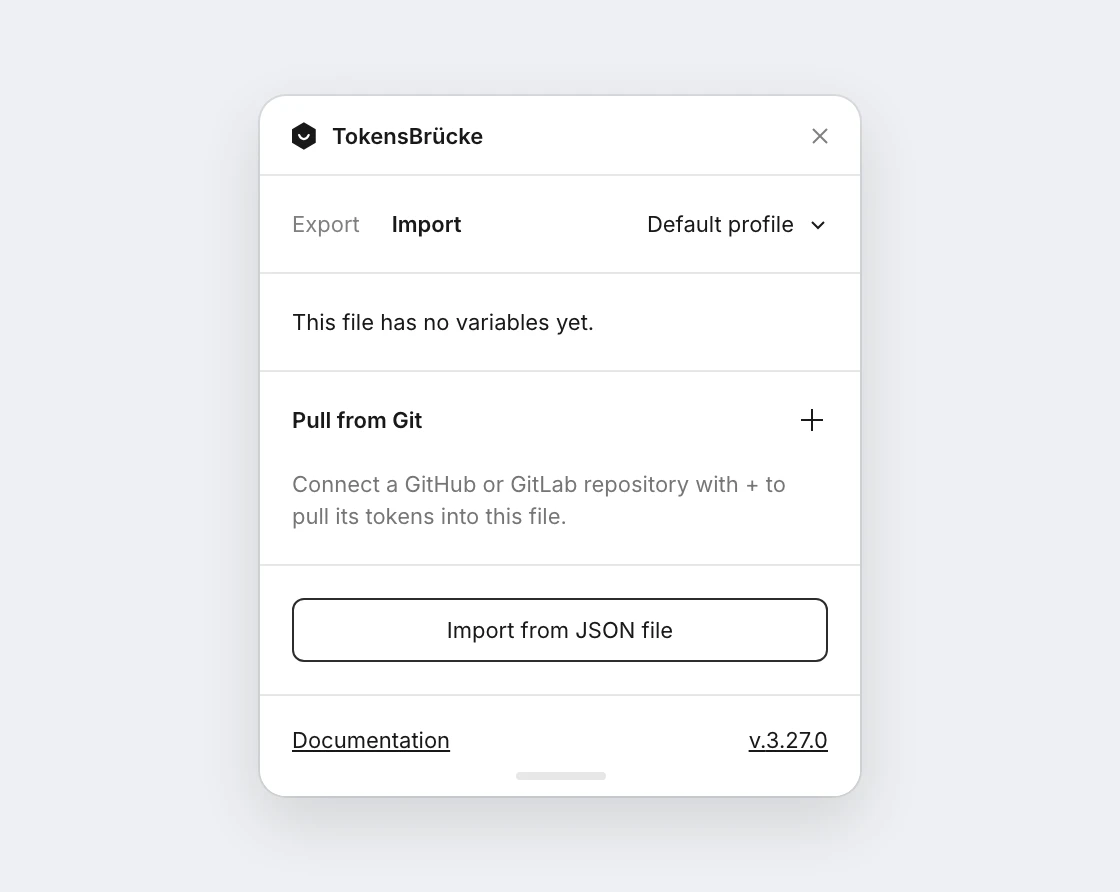 TokensBrücke
Export Import Default profile
This file has no variables yet.
Pull from Git
Connect a GitHub or GitLab repository with + to
pull its tokens into this file.
Import from JSON file
Documentation v.3.27.0